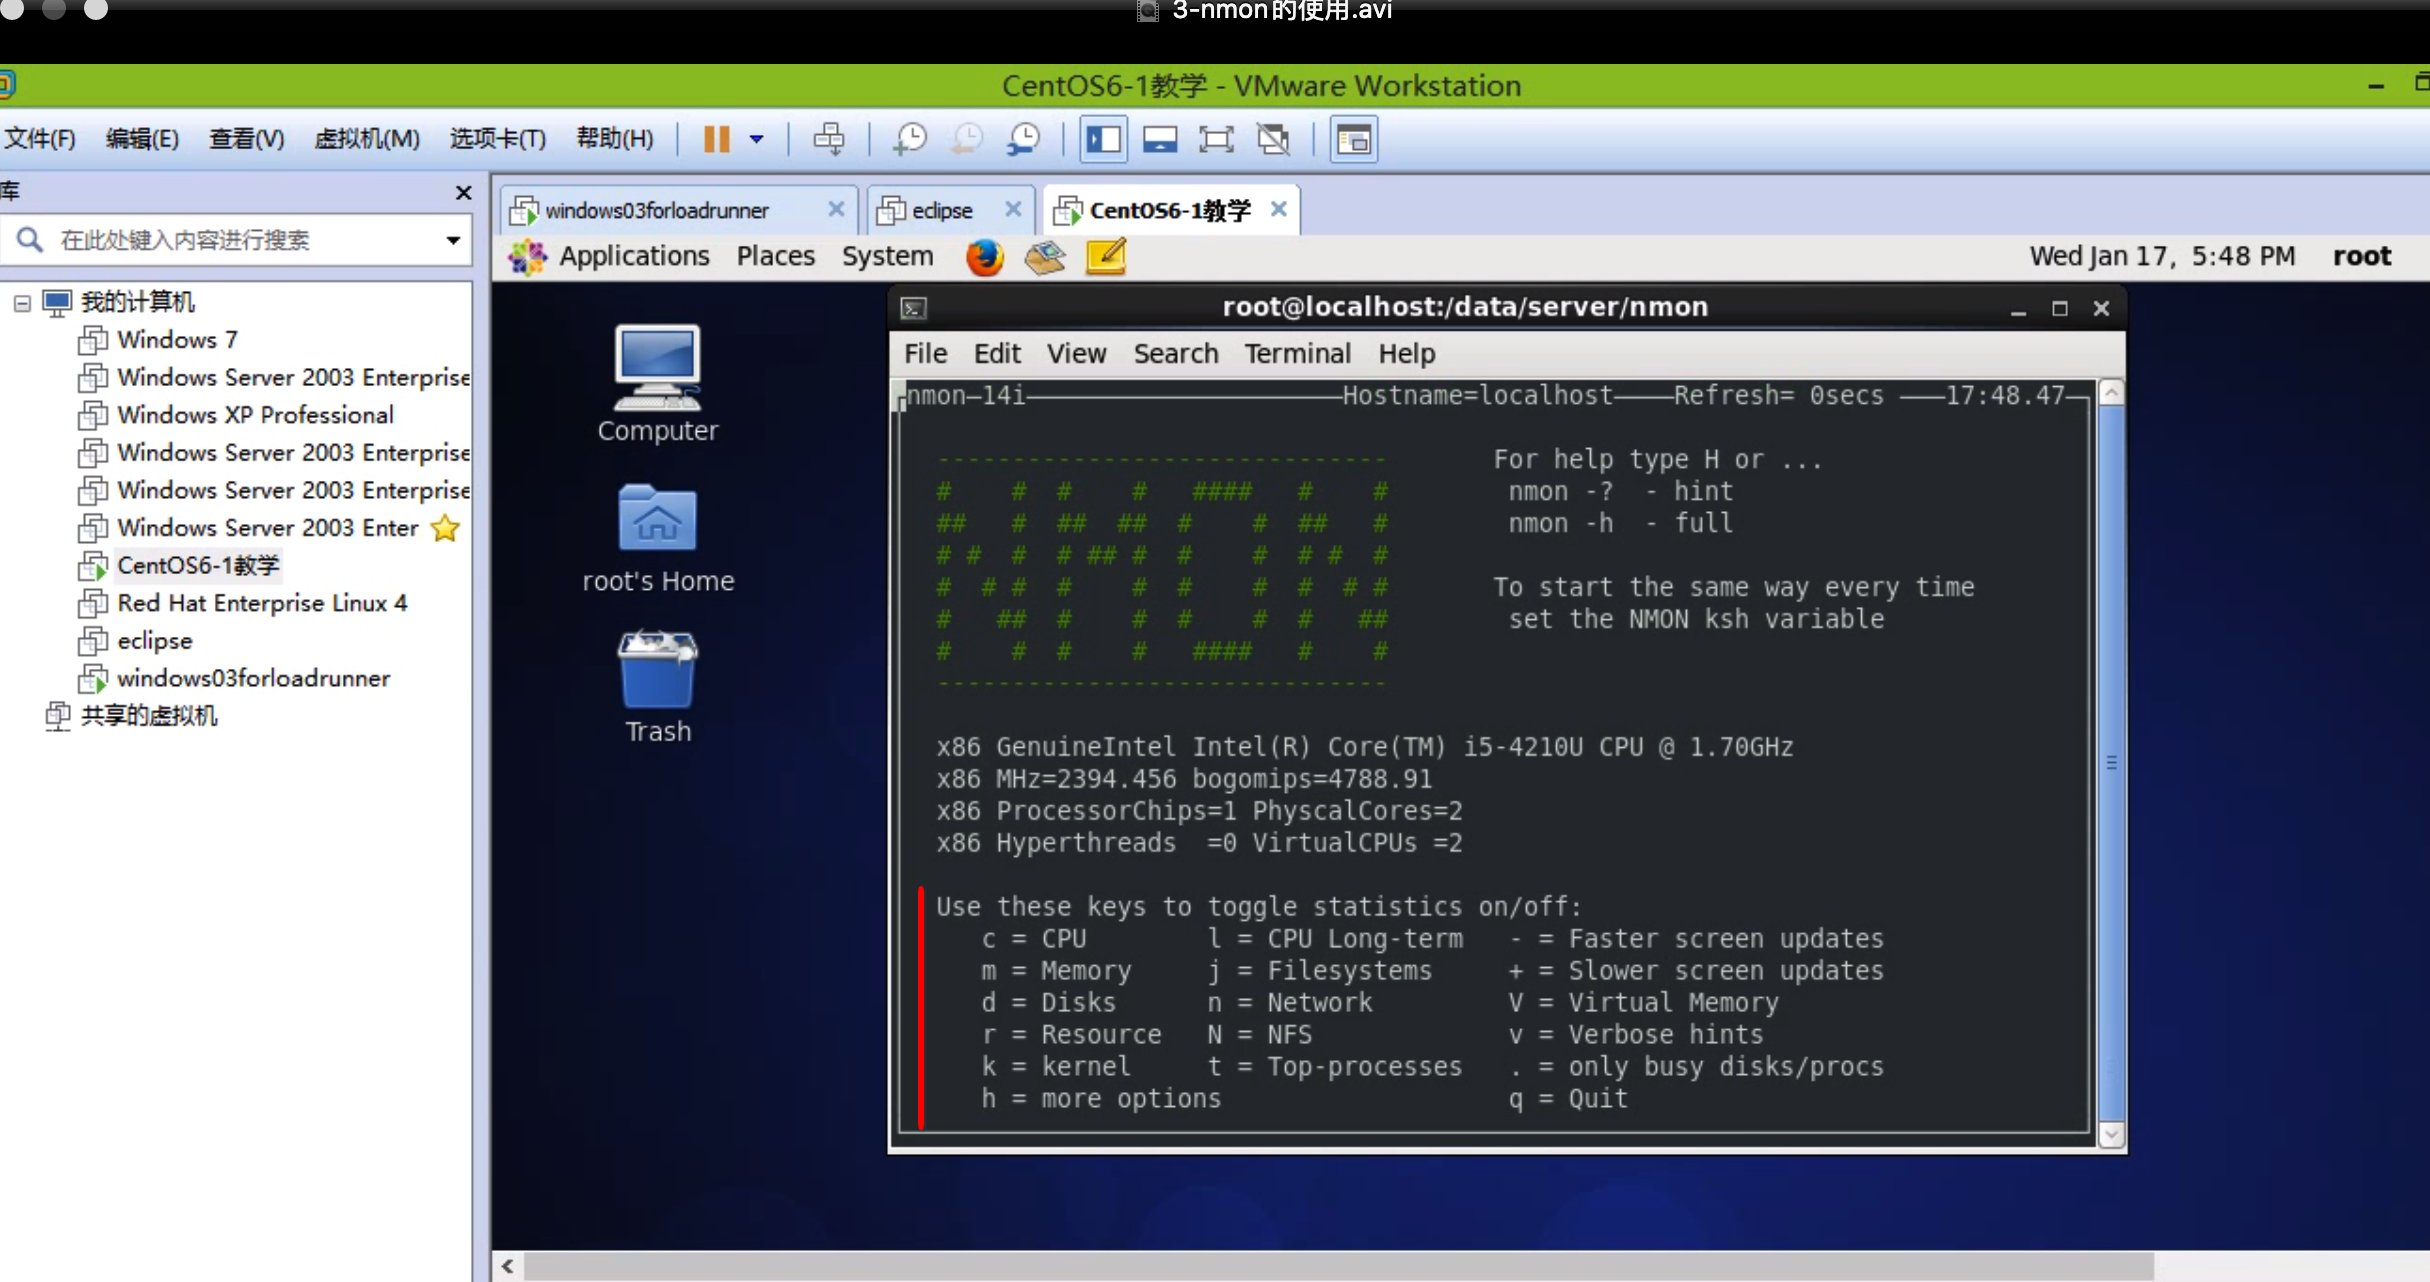 3-nmon的使用.avi
CentOS6-1教学 - VMware Workstation
文件(F) 编辑(E) 查看(V) 虚拟机(M) 选项卡(T) 帮助(H)
库
在此处键入内容进行搜索
我的计算机
Windows 7
Windows Server 2003 Enterprise
Windows XP Professional
Windows Server 2003 Enterprise
Windows Server 2003 Enterprise
Windows Server 2003 Enter
CentOS6-1教学
Red Hat Enterprise Linux 4
eclipse
windows03forloadrunner
共享的虚拟机
windows03forloadrunner eclipse CentOS6-1教学
Applications Places System Wed Jan 17, 5:48 PM root
Computer
root's Home
Trash
root@localhost:/data/server/nmon
File Edit View Search Terminal Help
nmon-14i Hostname=localhost Refresh= 0secs 17:48.47
------------------------------
#    #  #    #   ####   #    #
##   #  ##  ##  #    #  ##   #
# #  #  # ## #  #    #  # #  #
#  # #  #    #  #    #  #  # #
#   ##  #    #  #    #  #   ##
#    #  #    #   ####   #    #
------------------------------
For help type H or ...
nmon -?  - hint
nmon -h  - full
To start the same way every time
set the NMON ksh variable
x86 GenuineIntel Intel(R) Core(TM) i5-4210U CPU @ 1.70GHz
x86 MHz=2394.456 bogomips=4788.91
x86 ProcessorChips=1 PhyscalCores=2
x86 Hyperthreads  =0 VirtualCPUs =2
Use these keys to toggle statistics on/off:
c = CPU        l = CPU Long-term   - = Faster screen updates
m = Memory     j = Filesystems     + = Slower screen updates
d = Disks      n = Network         V = Virtual Memory
r = Resource   N = NFS             v = Verbose hints
k = kernel     t = Top-processes   . = only busy disks/procs
h = more options                   q = Quit